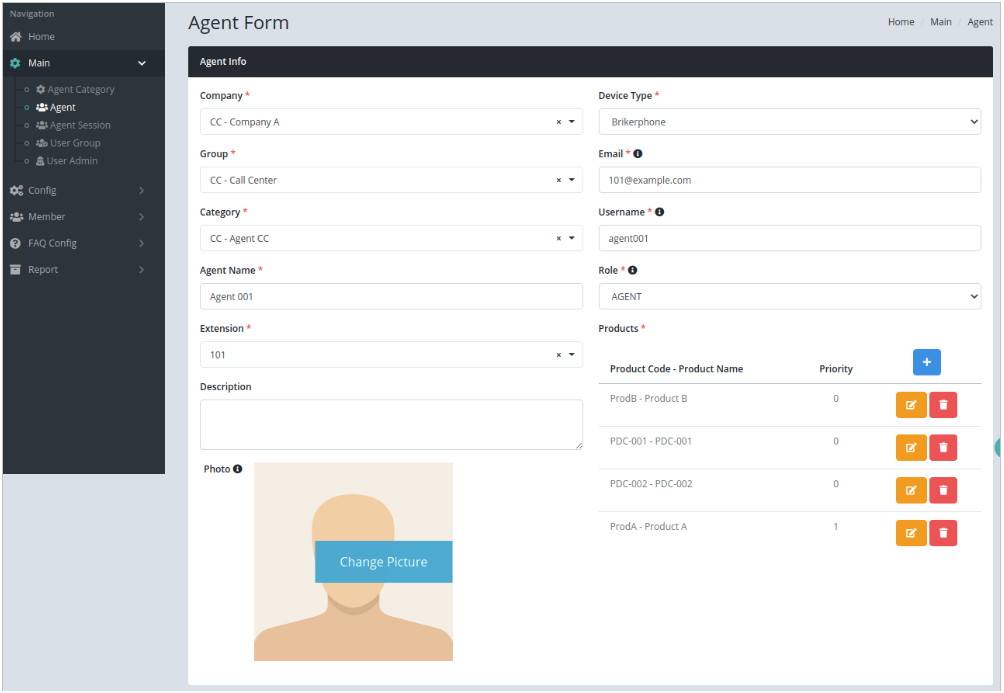 Navigation
Home
Main
Agent Category
Agent
Agent Session
User Group
User Admin
Config
Member
FAQ Config
Report
Agent Form
Home / Main / Agent
Agent Info
Company *
CC - Company A
Group *
CC - Call Center
Category *
CC - Agent CC
Agent Name *
Agent 001
Extension *
101
Description
Photo
Change Picture
Device Type *
Brikerphone
Email *
101@example.com
Username *
agent001
Role *
AGENT
Products *
Product Code - Product Name Priority
ProdB - Product B 0
PDC-001 - PDC-001 0
PDC-002 - PDC-002 0
ProdA - Product A 1